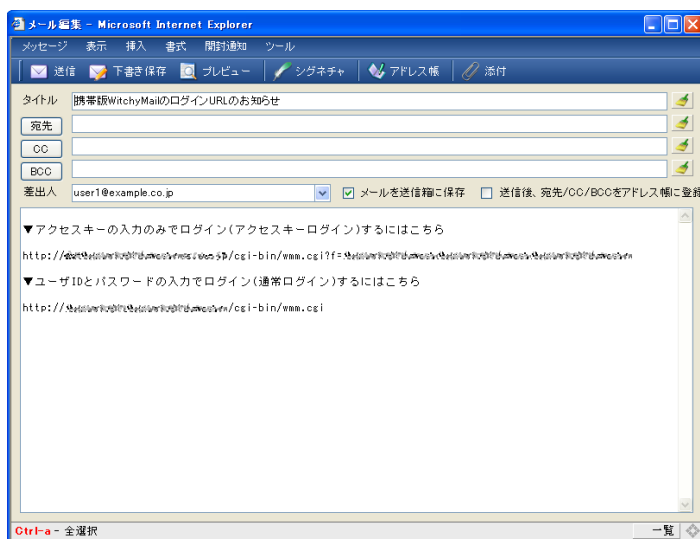 メール編集 - Microsoft Internet Explorer
メッセージ 表示 挿入 書式 開封通知 ツール
送信 下書き保存 プレビュー シグネチャ アドレス帳 添付
タイトル 携帯版WitchyMailのログインURLのお知らせ
宛先
CC
BCC
差出人 user1@example.co.jp メールを送信箱に保存 送信後、宛先/CC/BCCをアドレス帳に登録
▼アクセスキーの入力のみでログイン(アクセスキーログイン)するにはこちら
http:// /cgi-bin/wmm.cgi?f=
▼ユーザIDとパスワードの入力でログイン(通常ログイン)するにはこちら
http:// /cgi-bin/wmm.cgi
Ctrl-a - 全選択 一覧